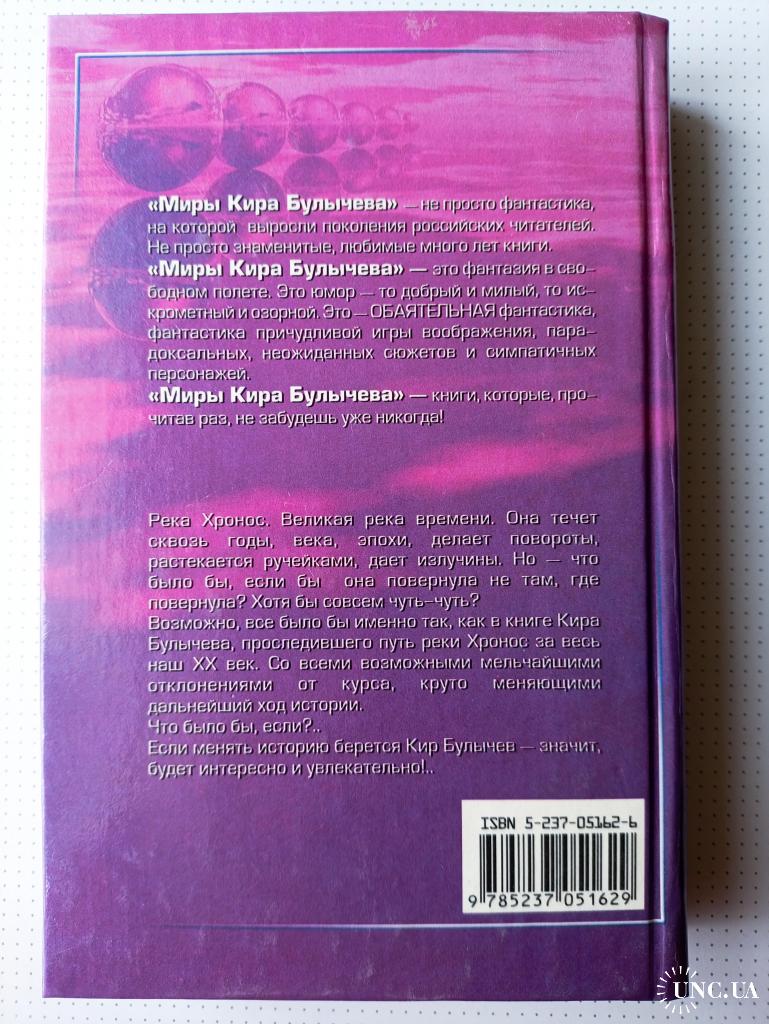 «Миры Кира Булычева» — не просто фантастика,
на которой выросли поколения российских читателей.
Не просто знаменитые, любимые много лет книги.
«Миры Кира Булычева» — это фантазия в сво-
бодном полете. Это юмор — то добрый и милый, то ис-
крометный и озорной. Это — ОБАЯТЕЛЬНАЯ фантастика,
фантастика причудливой игры воображения, пара-
доксальных, неожиданных сюжетов и симпатичных
персонажей.
«Миры Кира Булычева» — книги, которые, про-
читав раз, не забудешь уже никогда!
Река Хронос. Великая река времени. Она течет
сквозь годы, века, эпохи, делает повороты,
растекается ручейками, дает излучины. Но — что
было бы, если бы она повернула не там, где
повернула? Хотя бы совсем чуть-чуть?
Возможно, все было бы именно так, как в книге Кира
Булычева, проследившего путь реки Хронос за весь
наш XX век. Со всеми возможными мельчайшими
отклонениями от курса, круто меняющими
дальнейший ход истории.
Что было бы, если?..
Если менять историю берется Кир Булычев — значит,
будет интересно и увлекательно!..
ISBN 5-237-05162-6
9 785237 051629
UNC.UA